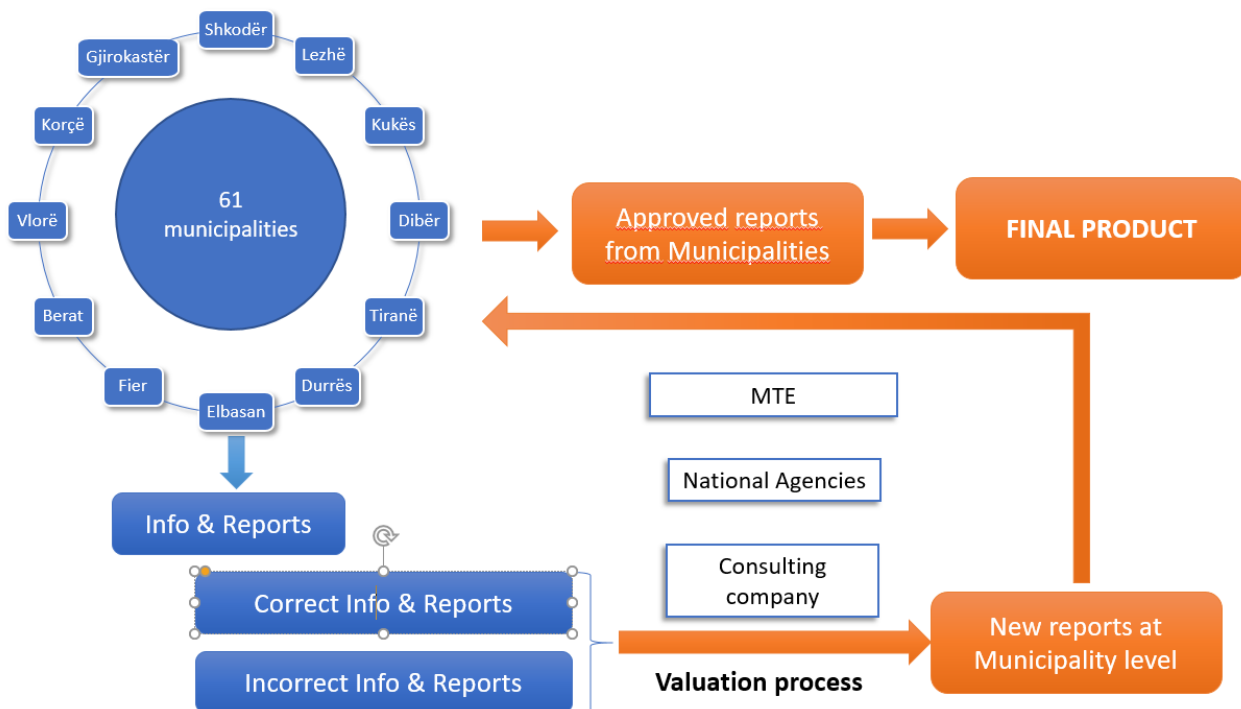 Shkodër
Gjirokastër
Lezhë
Korçë
Kukës
61
municipalities
Vlorë
Dibër
Berat
Tiranë
Fier
Durrës
Elbasan
Approved reports
from Municipalities
FINAL PRODUCT
MTE
National Agencies
Consulting
company
Info & Reports
Correct Info & Reports
Incorrect Info & Reports
Valuation process
New reports at
Municipality level